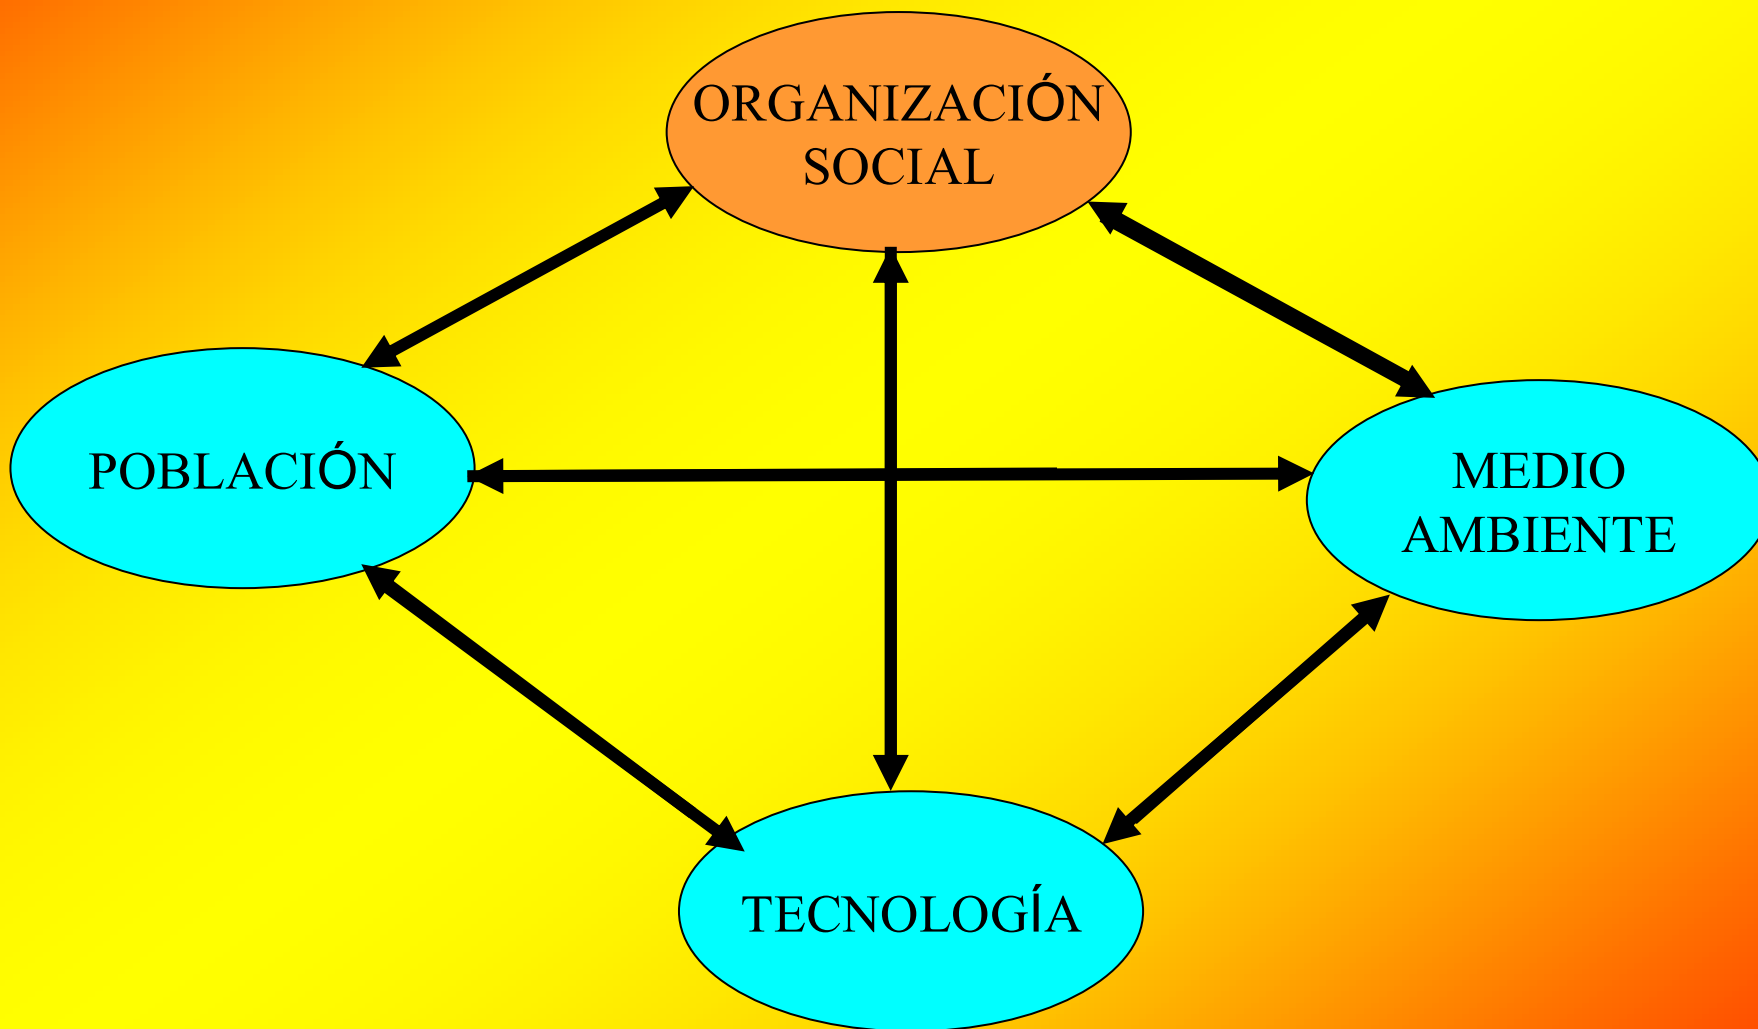 ORGANIZACIÓN
SOCIAL
POBLACIÓN
MEDIO
AMBIENTE
TECNOLOGÍA